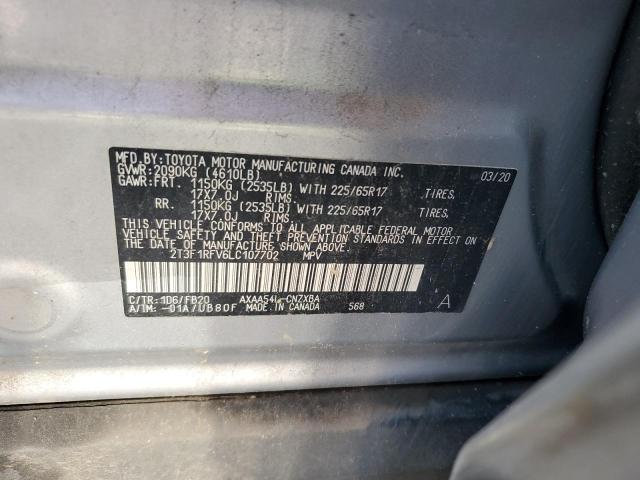 MFD.BY:TOYOTA MOTOR MANUFACTURING CANADA INC.
GVWR:2090KG (4610LB) 03/20
GAWR:FRT. 1150KG (2535LB) WITH 225/65R17 TIRES,
17X7.0J RIMS.
RR. 1150KG (2535LB) WITH 225/65R17 TIRES,
17X7.0J RIMS.
THIS VEHICLE CONFORMS TO ALL APPLICABLE FEDERAL MOTOR
VEHICLE SAFETY AND THEFT PREVENTION STANDARDS IN
EFFECT ON THE DATE OF MANUFACTURE SHOWN ABOVE.
2T3F1RFV6LC107702 MPV
C/TR:1D6/FB20 AXAA54L-CNZXBA A
A/TM:-01A/UB80F MADE IN CANADA 568